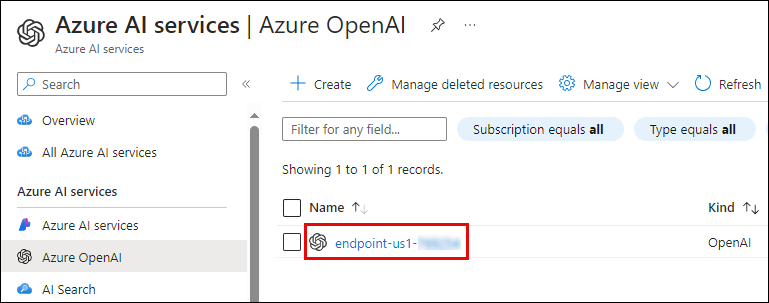 Azure AI services | Azure OpenAI
Azure AI services
Search
Overview
All Azure AI services
Azure AI services
Azure AI services
Azure OpenAI
AI Search
Create Manage deleted resources Manage view Refresh
Filter for any field... Subscription equals all Type equals all
Showing 1 to 1 of 1 records.
Name Kind
endpoint-us1- OpenAI